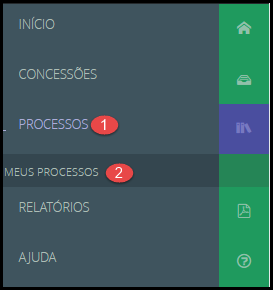 INÍCIO
CONCESSÕES
PROCESSOS 1
MEUS PROCESSOS 2
RELATÓRIOS
AJUDA